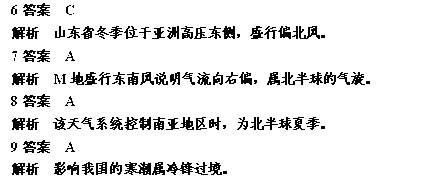 6 答案 C
解析 山东省冬季位于亚洲高压东侧，盛行偏北风。
7 答案 A
解析 M 地盛行东南风说明气流向右偏，属北半球的气旋。
8 答案 A
解析 该天气系统控制南亚地区时，为北半球夏季。
9 答案 A
解析 影响我国的寒潮属冷锋过境。